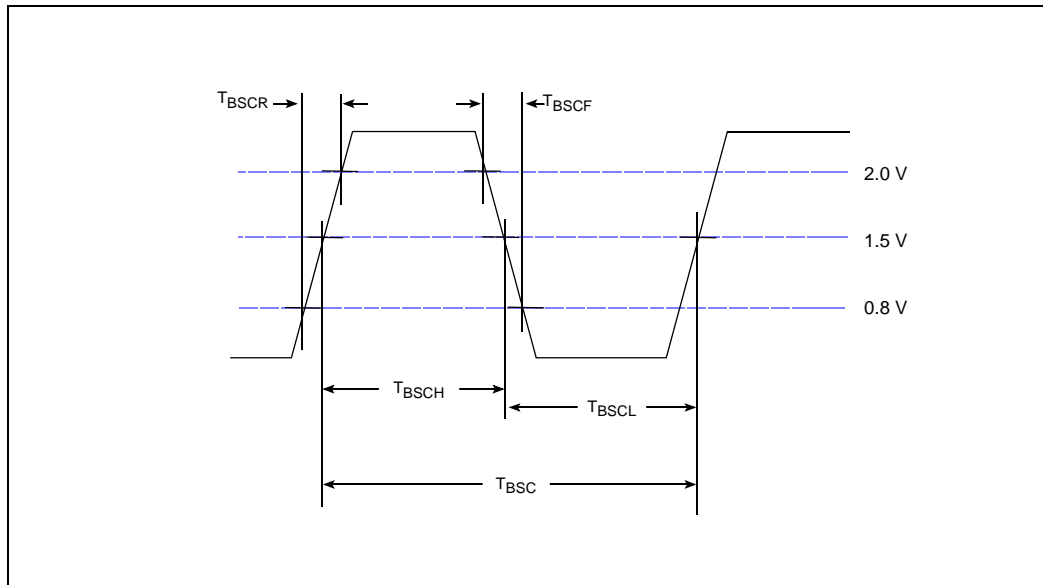 TBSCR
TBSCF
2.0 V
1.5 V
0.8 V
TBSCH
TBSCL
TBSC